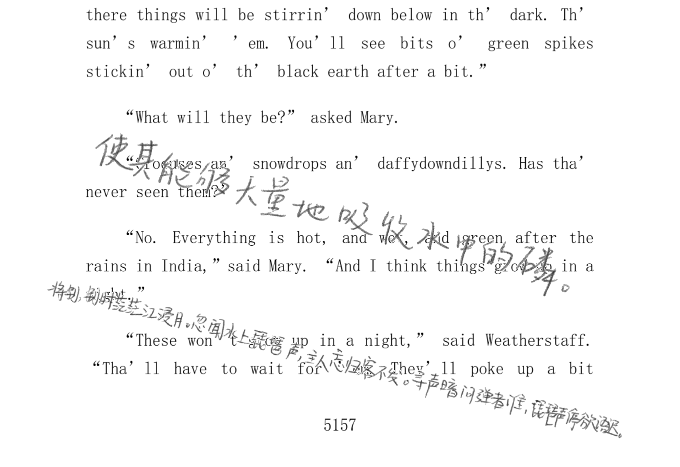 there things will be stirrin’ down below in th’ dark. Th’
sun’s warmin’ ’em. You’ll see bits o’ green spikes
stickin’ out o’ th’ black earth after a bit.”
“What will they be?” asked Mary.
“Crocuses an’ snowdrops an’ daffydowndillys. Has tha’
never seen them?”
使其能够大量地吸收水中的磷。
“No. Everything is hot, and wet, and green after the
rains in India,” said Mary. “And I think things grow up in a
night.”
将别,别时茫茫江浸月。忽闻水上琵琶声,主人忘归客不发。寻声暗问弹者谁,琵琶声停欲语迟。
“These won’t grow up in a night,” said Weatherstaff.
“Tha’ll have to wait for They’ll poke up a bit
5157